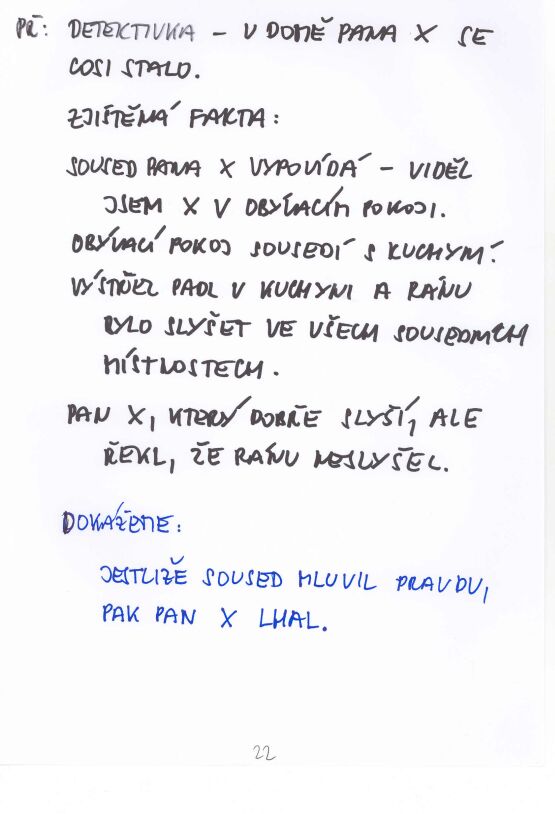 PŘ: DETEKTIVKA – V DOMĚ PANA X SE
COSI STALO.
ZJIŠTĚNÁ FAKTA:
SOUSED PANA X VYPOVÍDÁ – VIDĚL
JSEM X V OBÝVACÍM POKOJI.
OBÝVACÍ POKOJ SOUSEDÍ S KUCHYNÍ.
VÝSTŘEL PADL V KUCHYNI A RÁNU
BYLO SLYŠET VE VŠECH SOUSEDNÍCH
MÍSTNOSTECH.
PAN X, KTERÝ DOBŘE SLYŠÍ, ALE
ŘEKL, ŽE RÁNU NESLYŠEL.
DOKÁŽEME:
JESTLIŽE SOUSED MLUVIL PRAVDU,
PAK PAN X LHAL.
22